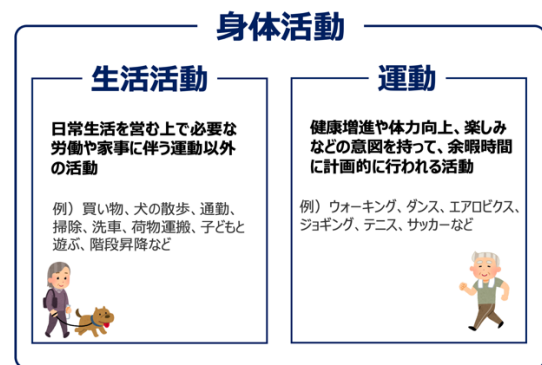 身体活動
生活活動
日常生活を営む上で必要な
労働や家事に伴う運動以外
の活動
例）買い物、犬の散歩、通勤、
掃除、洗車、荷物運搬、子どもと
遊ぶ、階段昇降など
運動
健康増進や体力向上、楽しみ
などの意図を持って、余暇時間
に計画的に行われる活動
例）ウォーキング、ダンス、エアロビクス、
ジョギング、テニス、サッカーなど